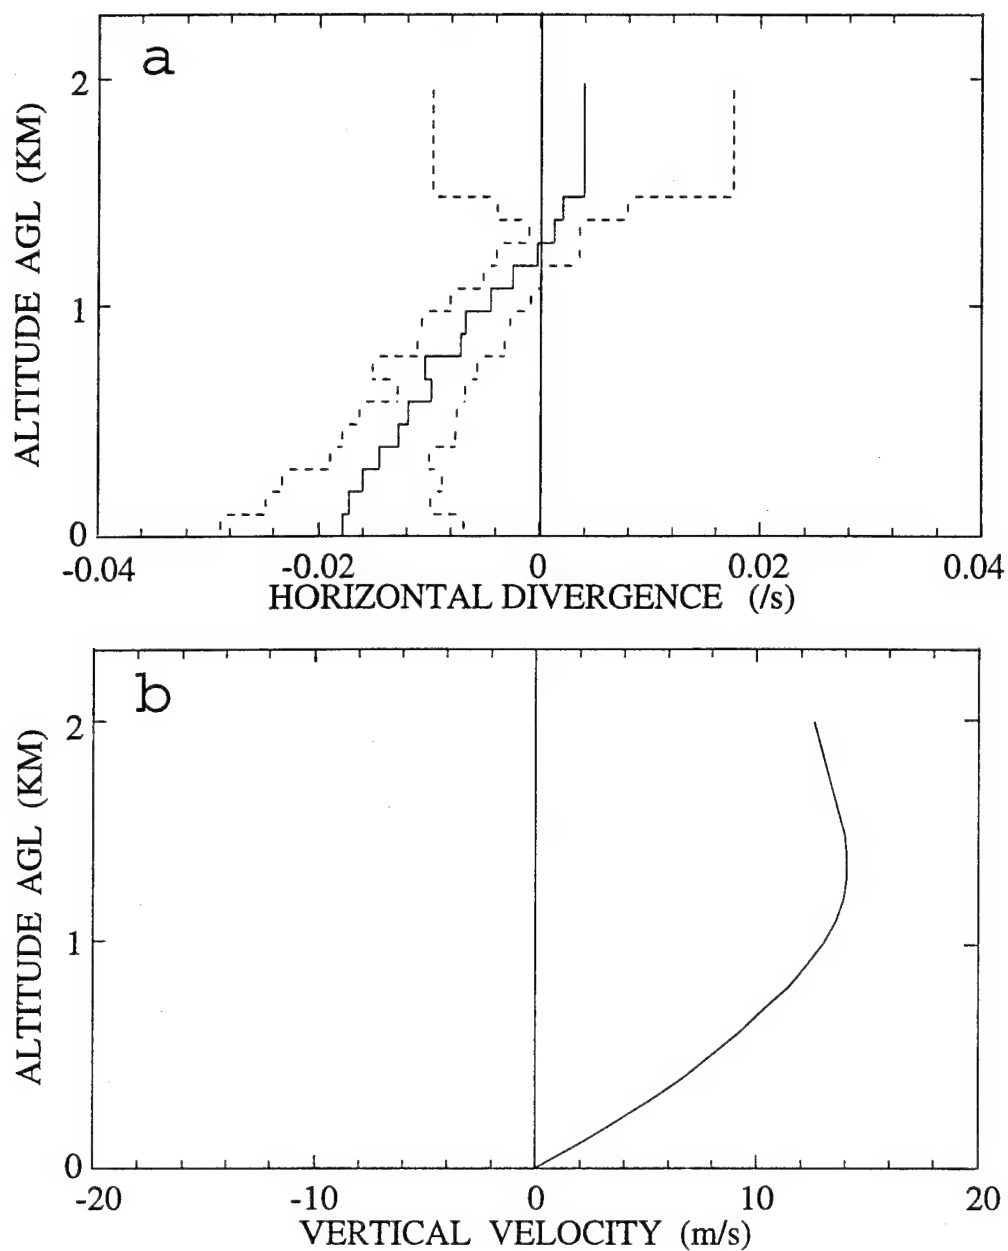 a
2
1
0
ALTITUDE AGL (KM)
-0.04 -0.02 0 0.02 0.04
HORIZONTAL DIVERGENCE (/s)
b
2
1
0
ALTITUDE AGL (KM)
-20 -10 0 10 20
VERTICAL VELOCITY (m/s)